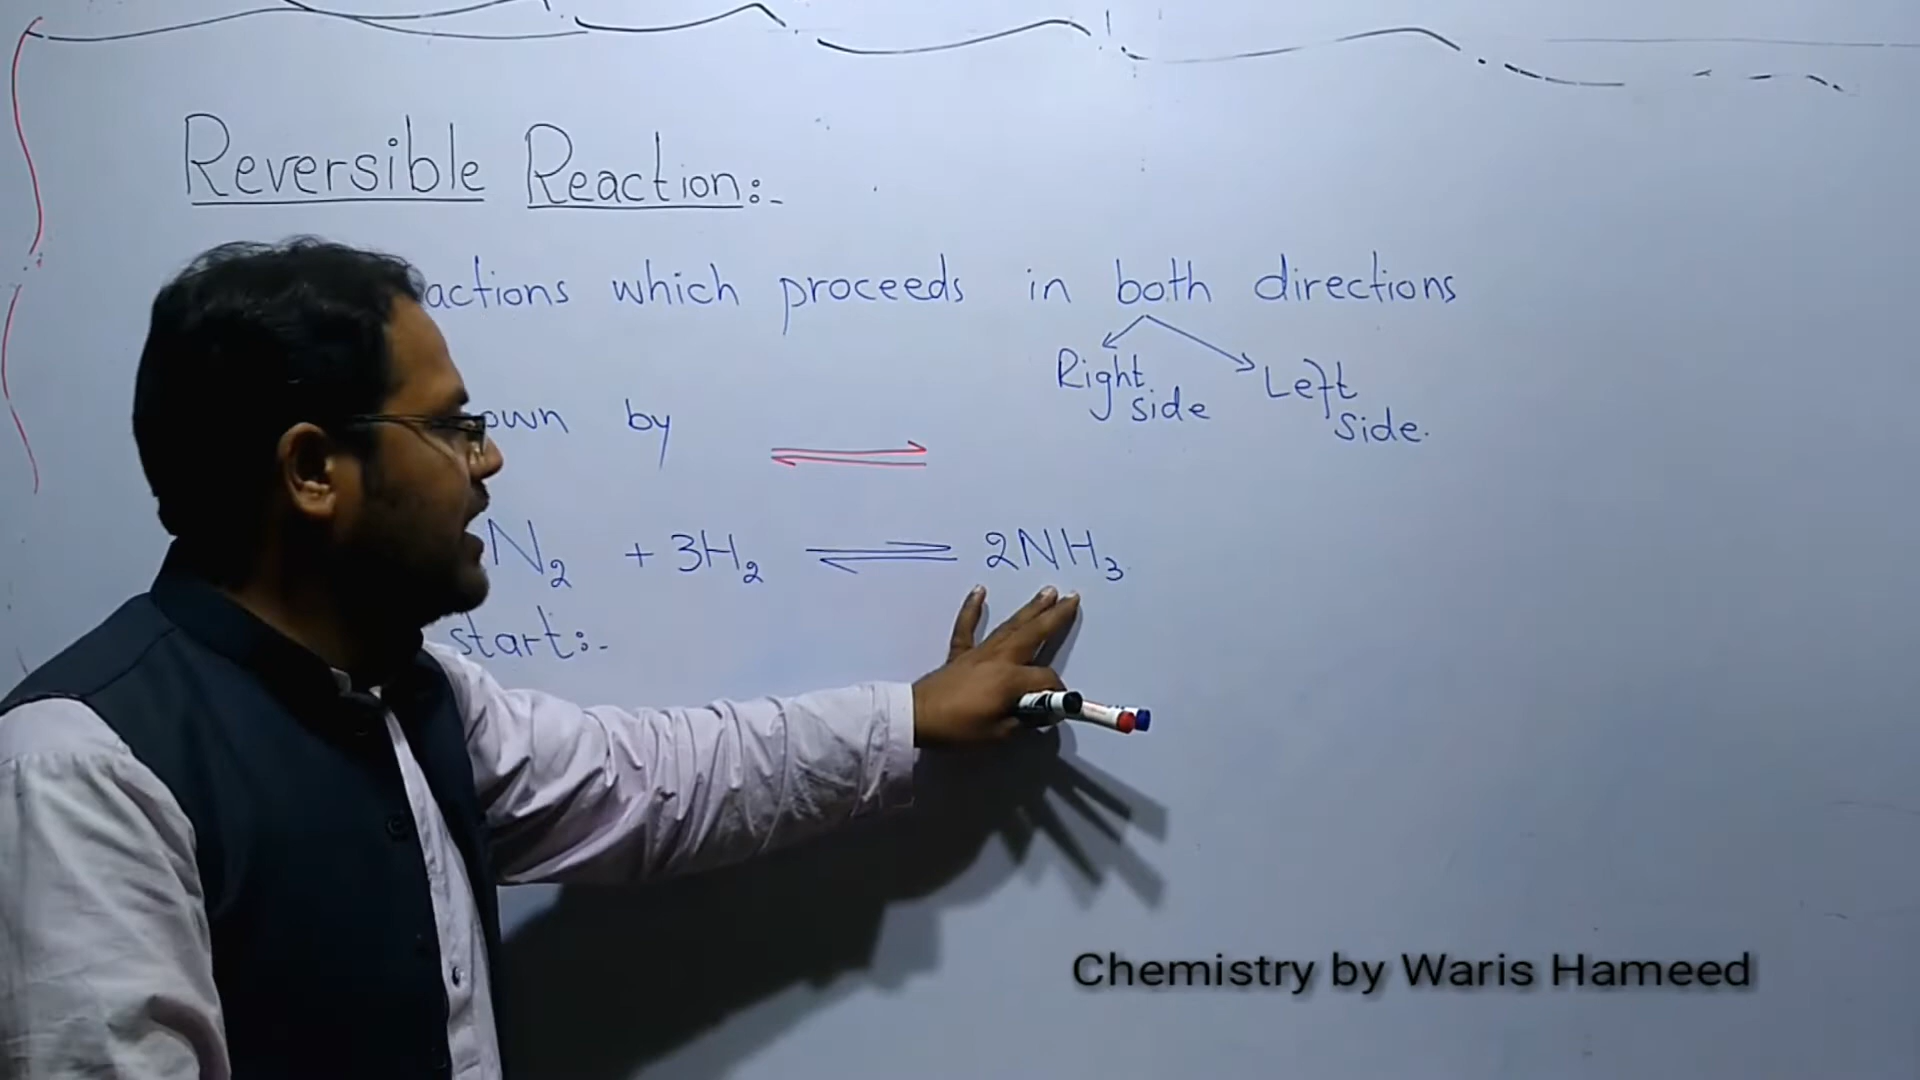 Reversible Reaction:-
actions which proceeds in both directions
Right side
Left side.
own by ⇌
N₂ + 3H₂ ⇌ 2NH₃
start:-
Chemistry by Waris Hameed